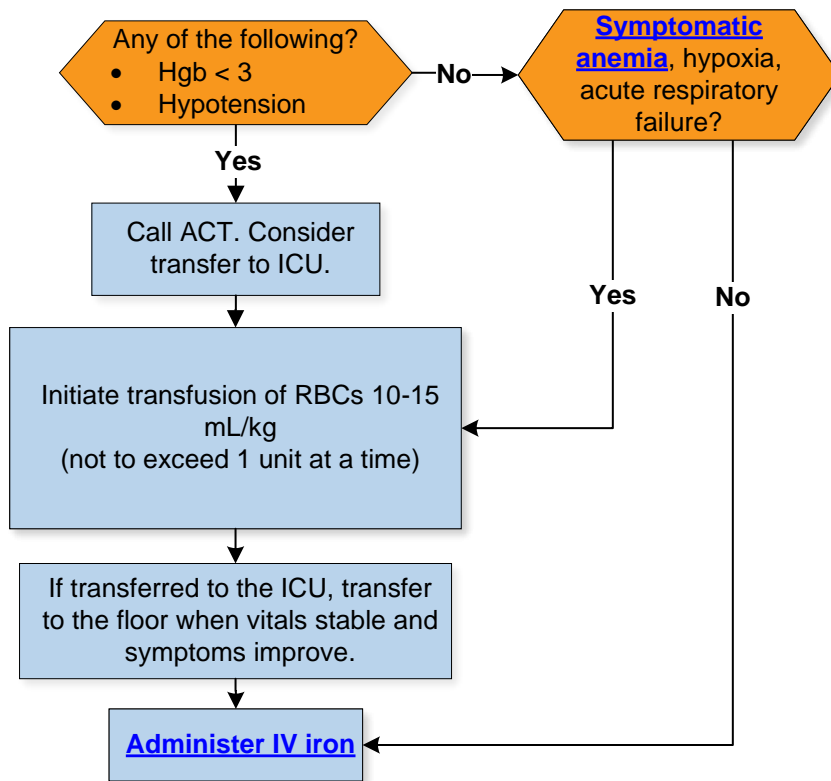 Any of the following?
• Hgb < 3
• Hypotension
No
Symptomatic
anemia, hypoxia,
acute respiratory
failure?
Yes
Call ACT. Consider
transfer to ICU.
Yes
No
Initiate transfusion of RBCs 10-15
mL/kg
(not to exceed 1 unit at a time)
If transferred to the ICU, transfer
to the floor when vitals stable and
symptoms improve.
Administer IV iron